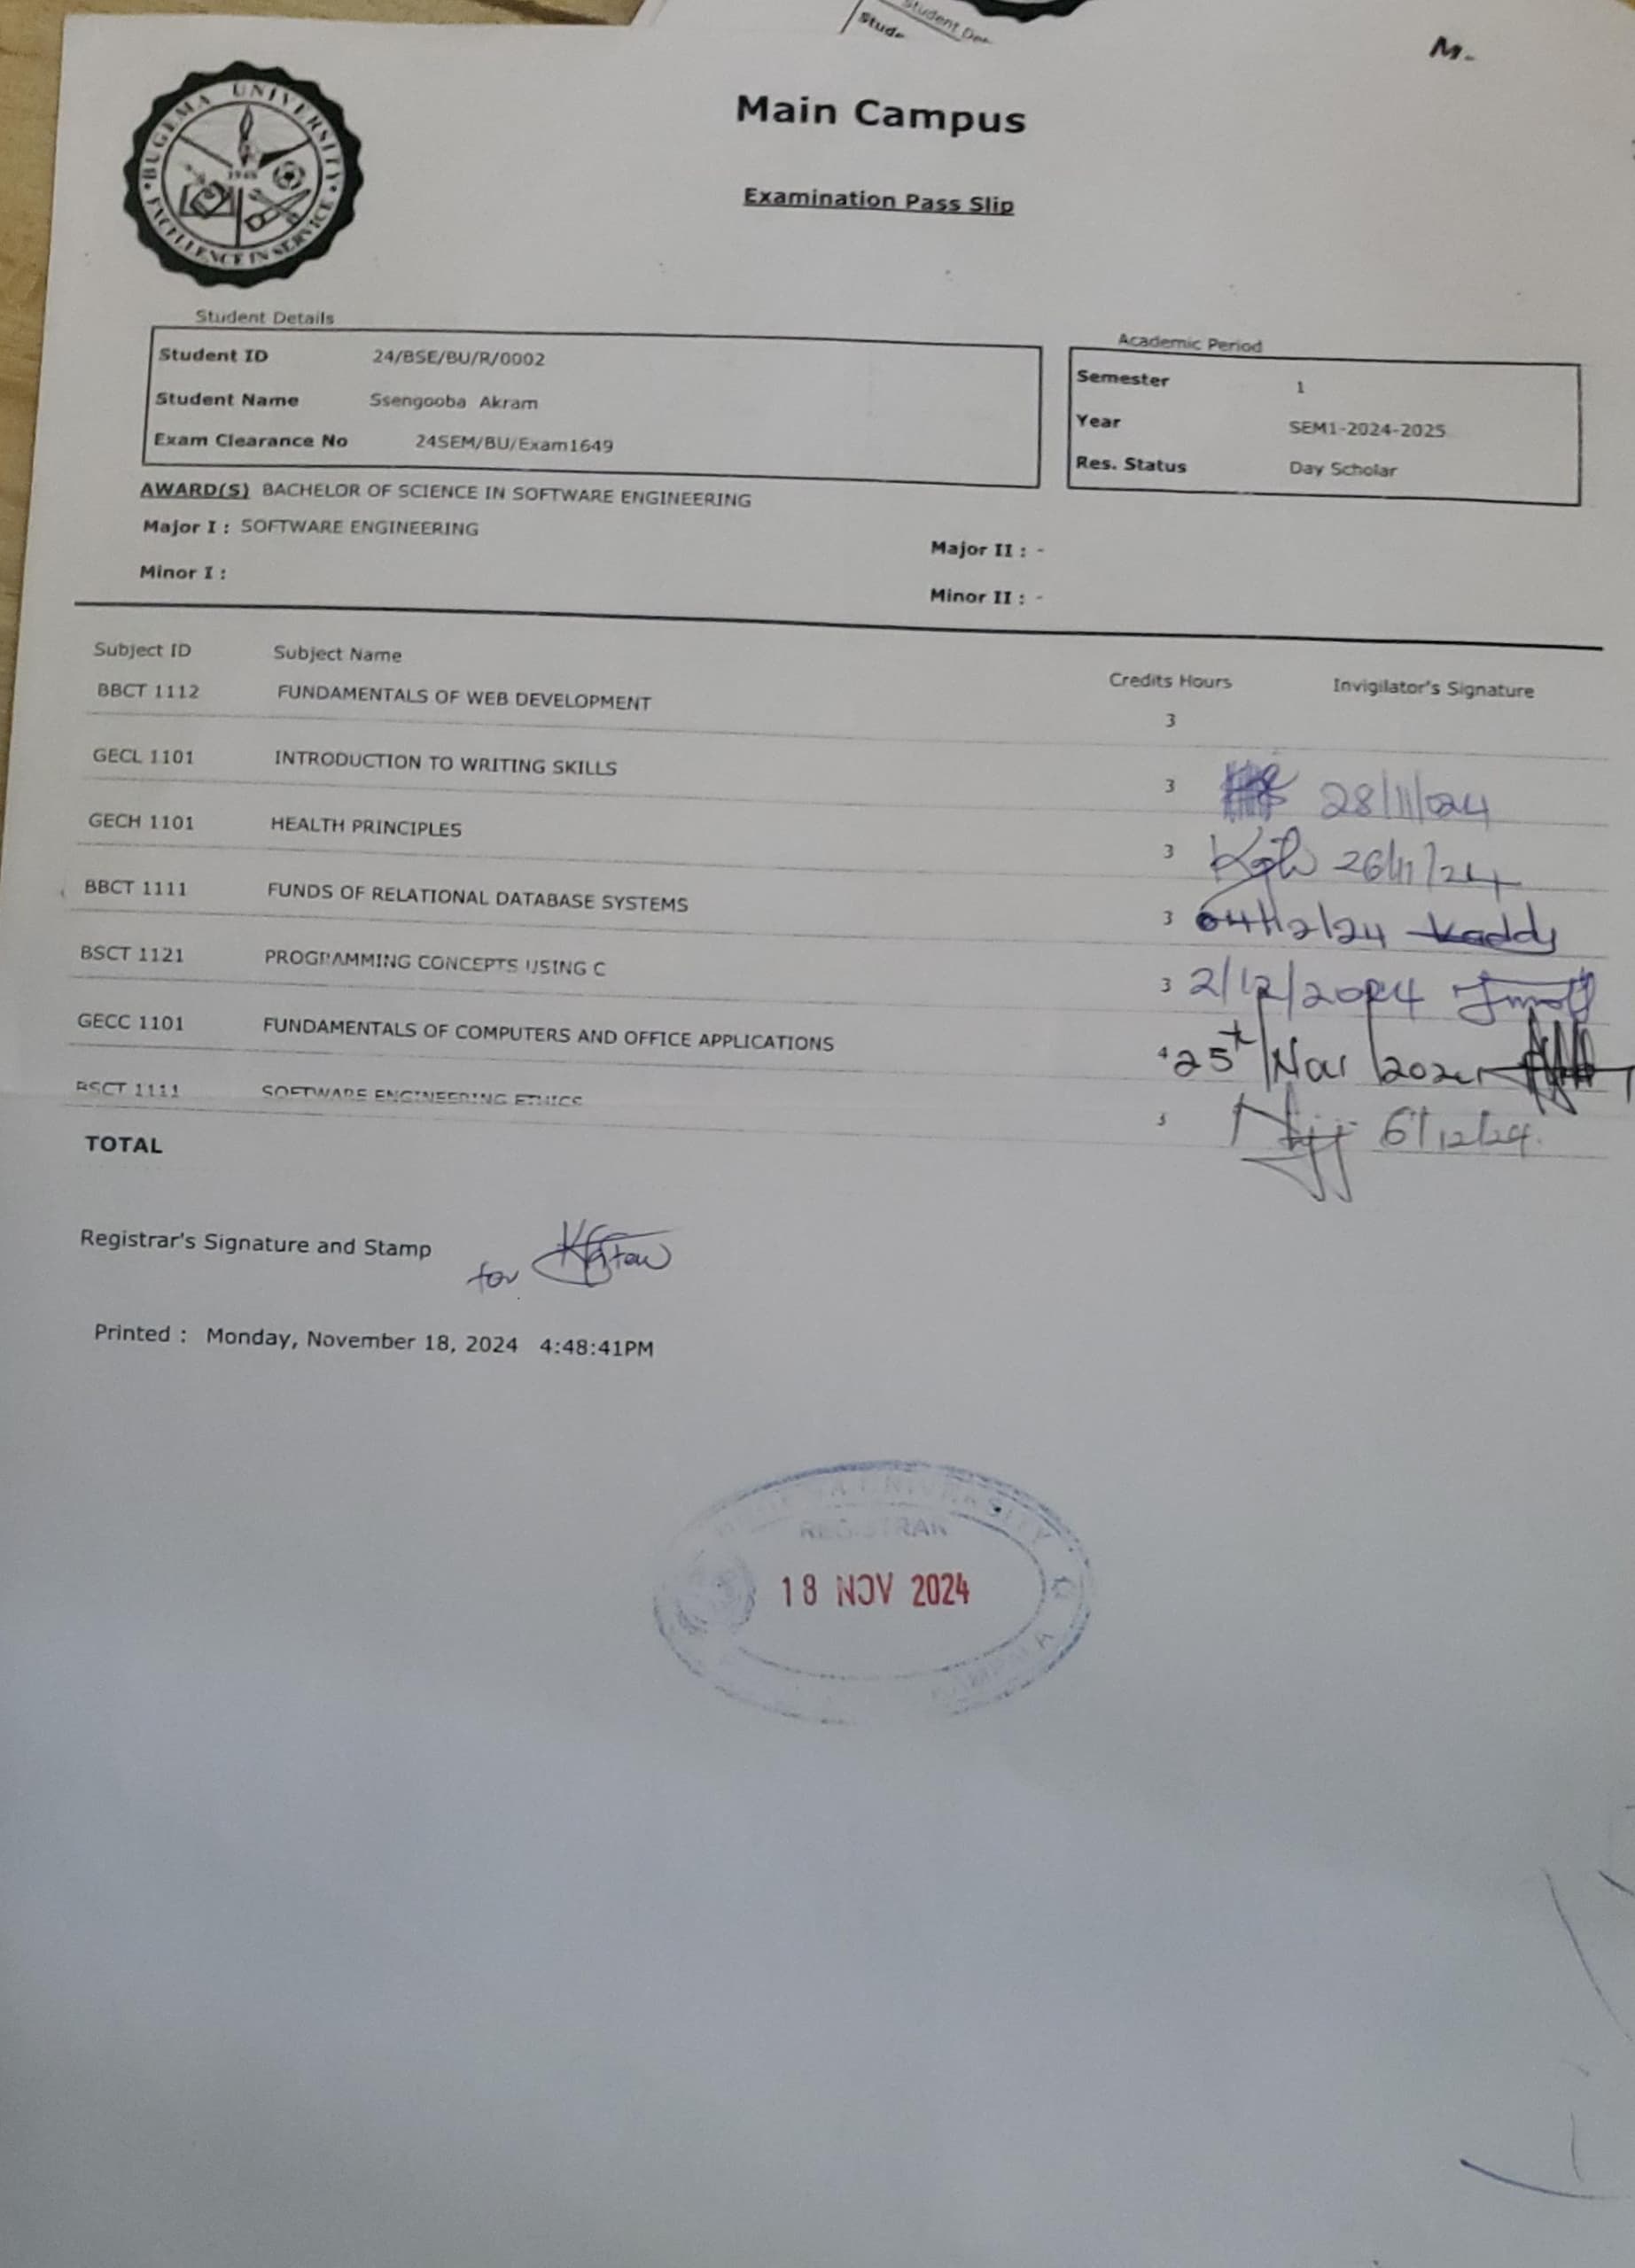 Student Des
Stude
M-
BUGEMA UNIVERSITY
1948
EXCELLENCE IN SERVICE
Main Campus
Examination Pass Slip
Student Details
Student ID 24/BSE/BU/R/0002
Student Name Ssengooba Akram
Exam Clearance No 24SEM/BU/Exam1649
Academic Period
Semester 1
Year SEM1-2024-2025
Res. Status Day Scholar
AWARD(S) BACHELOR OF SCIENCE IN SOFTWARE ENGINEERING
Major I : SOFTWARE ENGINEERING Major II : -
Minor I : Minor II : -
Subject ID Subject Name Credits Hours Invigilator's Signature
BBCT 1112 FUNDAMENTALS OF WEB DEVELOPMENT 3
GECL 1101 INTRODUCTION TO WRITING SKILLS 3 28/11/024
GECH 1101 HEALTH PRINCIPLES 3 26/11/24
BBCT 1111 FUNDS OF RELATIONAL DATABASE SYSTEMS 3 04/12/24 Kaddy
BSCT 1121 PROGRAMMING CONCEPTS USING C 3 2/12/2024
GECC 1101 FUNDAMENTALS OF COMPUTERS AND OFFICE APPLICATIONS 4 25t/Nov/2024
BSCT 1111 SOFTWARE ENGINEERING ETHICS 6/12/24.
TOTAL
Registrar's Signature and Stamp for
Printed : Monday, November 18, 2024 4:48:41PM
UNIVERSITY
REGISTRAR
18 NOV 2024
KAMPALA